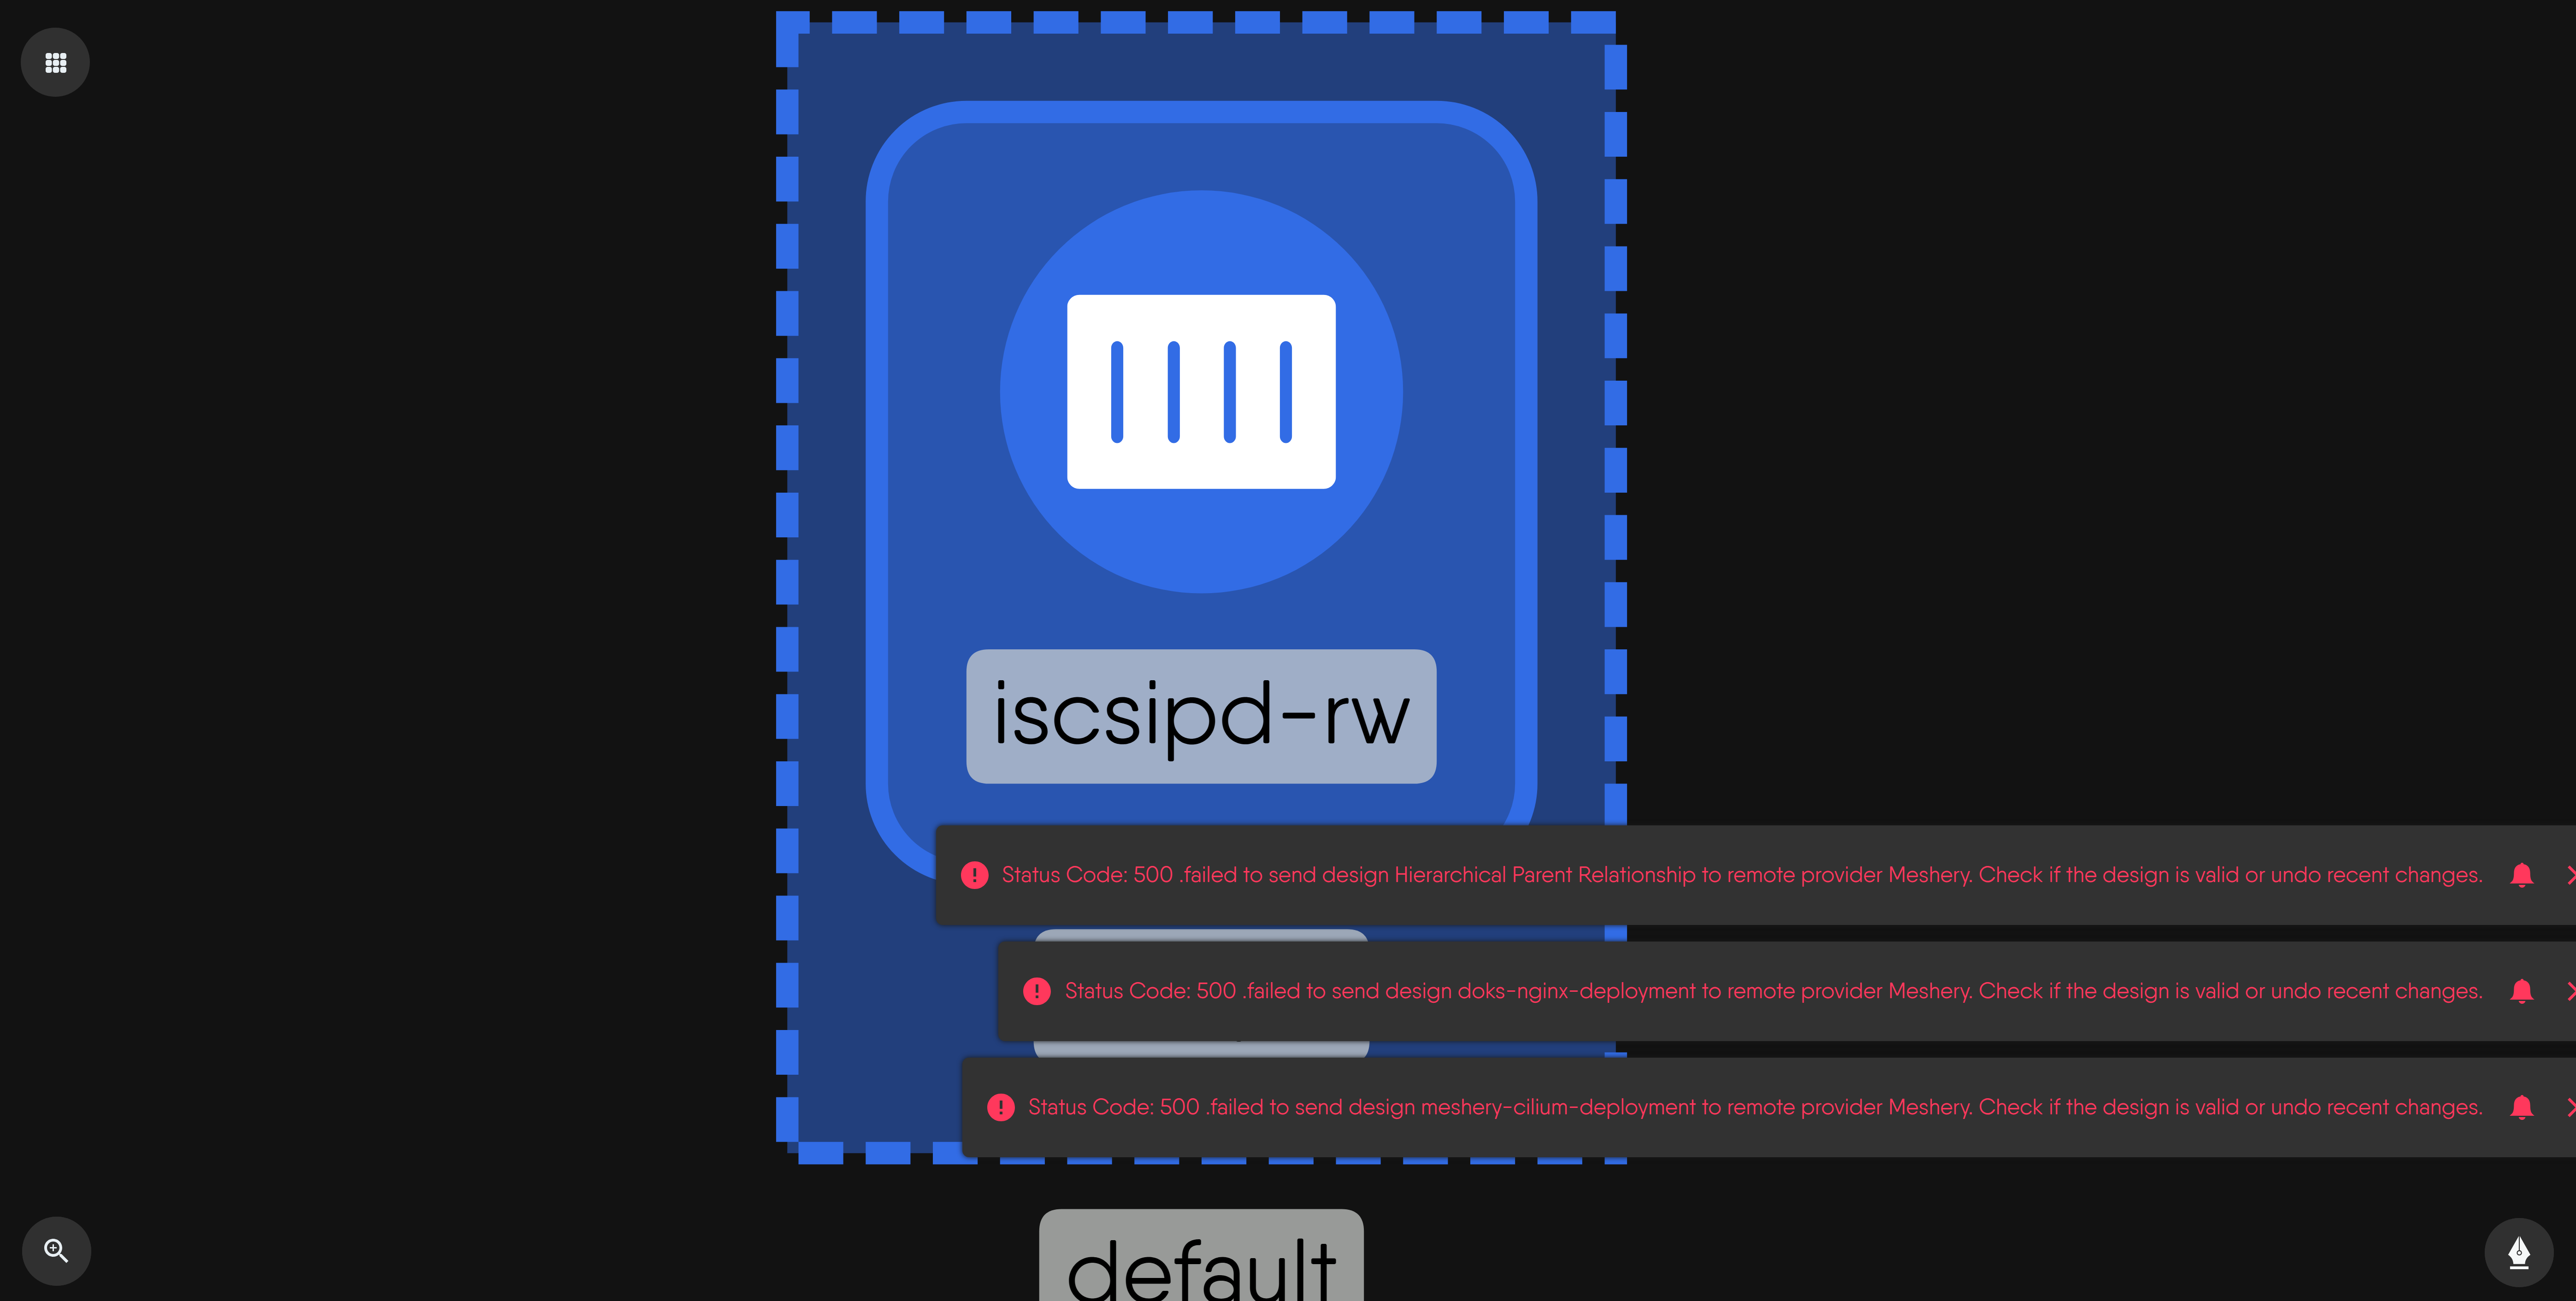 iscsipd-rw
Status Code: 500 .failed to send design Hierarchical Parent Relationship to remote provider Meshery. Check if the design is valid or undo recent changes.
Status Code: 500 .failed to send design doks-nginx-deployment to remote provider Meshery. Check if the design is valid or undo recent changes.
Status Code: 500 .failed to send design meshery-cilium-deployment to remote provider Meshery. Check if the design is valid or undo recent changes.
default